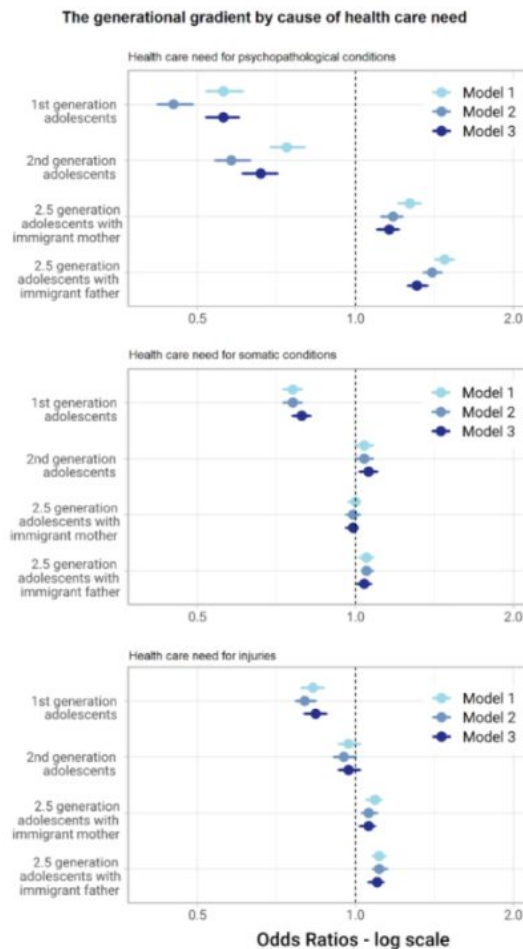 The generational gradient by cause of health care need
Health care need for psychopathological conditions
Model 1
Model 2
Model 3
1st generation
adolescents
2nd generation
adolescents
2.5 generation
adolescents with
immigrant mother
2.5 generation
adolescents with
immigrant father
0.5
1.0
2.0
Health care need for somatic conditions
Model 1
Model 2
Model 3
1st generation
adolescents
2nd generation
adolescents
2.5 generation
adolescents with
immigrant mother
2.5 generation
adolescents with
immigrant father
0.5
1.0
2.0
Health care need for injuries
Model 1
Model 2
Model 3
1st generation
adolescents
2nd generation
adolescents
2.5 generation
adolescents with
immigrant mother
2.5 generation
adolescents with
immigrant father
0.5
1.0
2.0
Odds Ratios - log scale